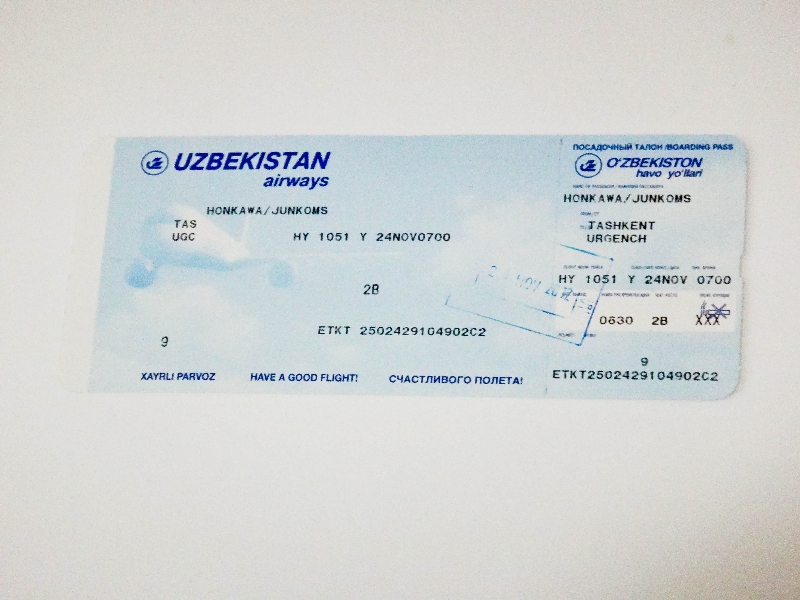 UZBEKISTAN
airways
HONKAWA/JUNKOMS
TAS
UGC
HY 1051 Y 24NOV0700
2B
ETKT 2502429104902C2
9
XAYRLI PARVOZ
HAVE A GOOD FLIGHT!
СЧАСТЛИВОГО ПОЛЕТА!
NOV
ПОСАДОЧНЫЙ ТАЛОН /BOARDING PASS
O'ZBEKISTON
havo yo'llari
HONKAWA/JUNKOMS
TASHKENT
URGENCH
HY 1051 Y 24NOV 0700
0630 2B XXX
9
ETKT2502429104902C2